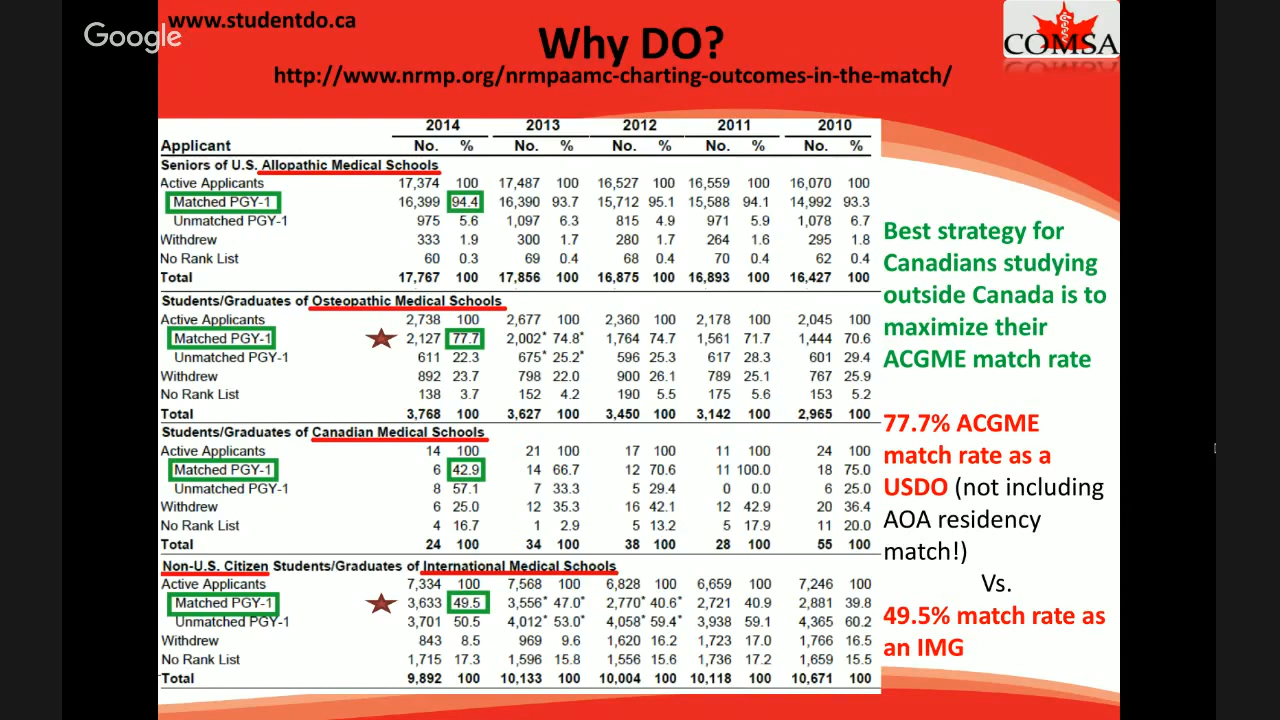 www.studentdo.ca
Google
Why DO?
COMSA
http://www.nrmp.org/nrmpaamc-charting-outcomes-in-the-match/
2014 2013 2012 2011 2010
Applicant No. % No. % No. % No. % No. %
Seniors of U.S. Allopathic Medical Schools
Active Applicants 17,374 100 17,487 100 16,527 100 16,559 100 16,070 100
Matched PGY-1 16,399 94.4 16,390 93.7 15,712 95.1 15,588 94.1 14,992 93.3
Unmatched PGY-1 975 5.6 1,097 6.3 815 4.9 971 5.9 1,078 6.7
Withdrew 333 1.9 300 1.7 280 1.7 264 1.6 295 1.8
No Rank List 60 0.3 69 0.4 68 0.4 70 0.4 62 0.4
Total 17,767 100 17,856 100 16,875 100 16,893 100 16,427 100
Students/Graduates of Osteopathic Medical Schools
Active Applicants 2,738 100 2,677 100 2,360 100 2,178 100 2,045 100
Matched PGY-1 2,127 77.7 2,002* 74.8* 1,764 74.7 1,561 71.7 1,444 70.6
Unmatched PGY-1 611 22.3 675* 25.2* 596 25.3 617 28.3 601 29.4
Withdrew 892 23.7 798 22.0 900 26.1 789 25.1 767 25.9
No Rank List 138 3.7 152 4.2 190 5.5 175 5.6 153 5.2
Total 3,768 100 3,627 100 3,450 100 3,142 100 2,965 100
Students/Graduates of Canadian Medical Schools
Active Applicants 14 100 21 100 17 100 11 100 24 100
Matched PGY-1 6 42.9 14 66.7 12 70.6 11 100.0 18 75.0
Unmatched PGY-1 8 57.1 7 33.3 5 29.4 0 0.0 6 25.0
Withdrew 6 25.0 12 35.3 16 42.1 12 42.9 20 36.4
No Rank List 4 16.7 1 2.9 5 13.2 5 17.9 11 20.0
Total 24 100 34 100 38 100 28 100 55 100
Non-U.S. Citizen Students/Graduates of International Medical Schools
Active Applicants 7,334 100 7,568 100 6,828 100 6,659 100 7,246 100
Matched PGY-1 3,633 49.5 3,556* 47.0* 2,770* 40.6* 2,721 40.9 2,881 39.8
Unmatched PGY-1 3,701 50.5 4,012* 53.0* 4,058* 59.4* 3,938 59.1 4,365 60.2
Withdrew 843 8.5 969 9.6 1,620 16.2 1,723 17.0 1,766 16.5
No Rank List 1,715 17.3 1,596 15.8 1,556 15.6 1,736 17.2 1,659 15.5
Total 9,892 100 10,133 100 10,004 100 10,118 100 10,671 100
Best strategy for
Canadians studying
outside Canada is to
maximize their
ACGME match rate
77.7% ACGME
match rate as a
USDO (not including
AOA residency
match!)
Vs.
49.5% match rate as
an IMG